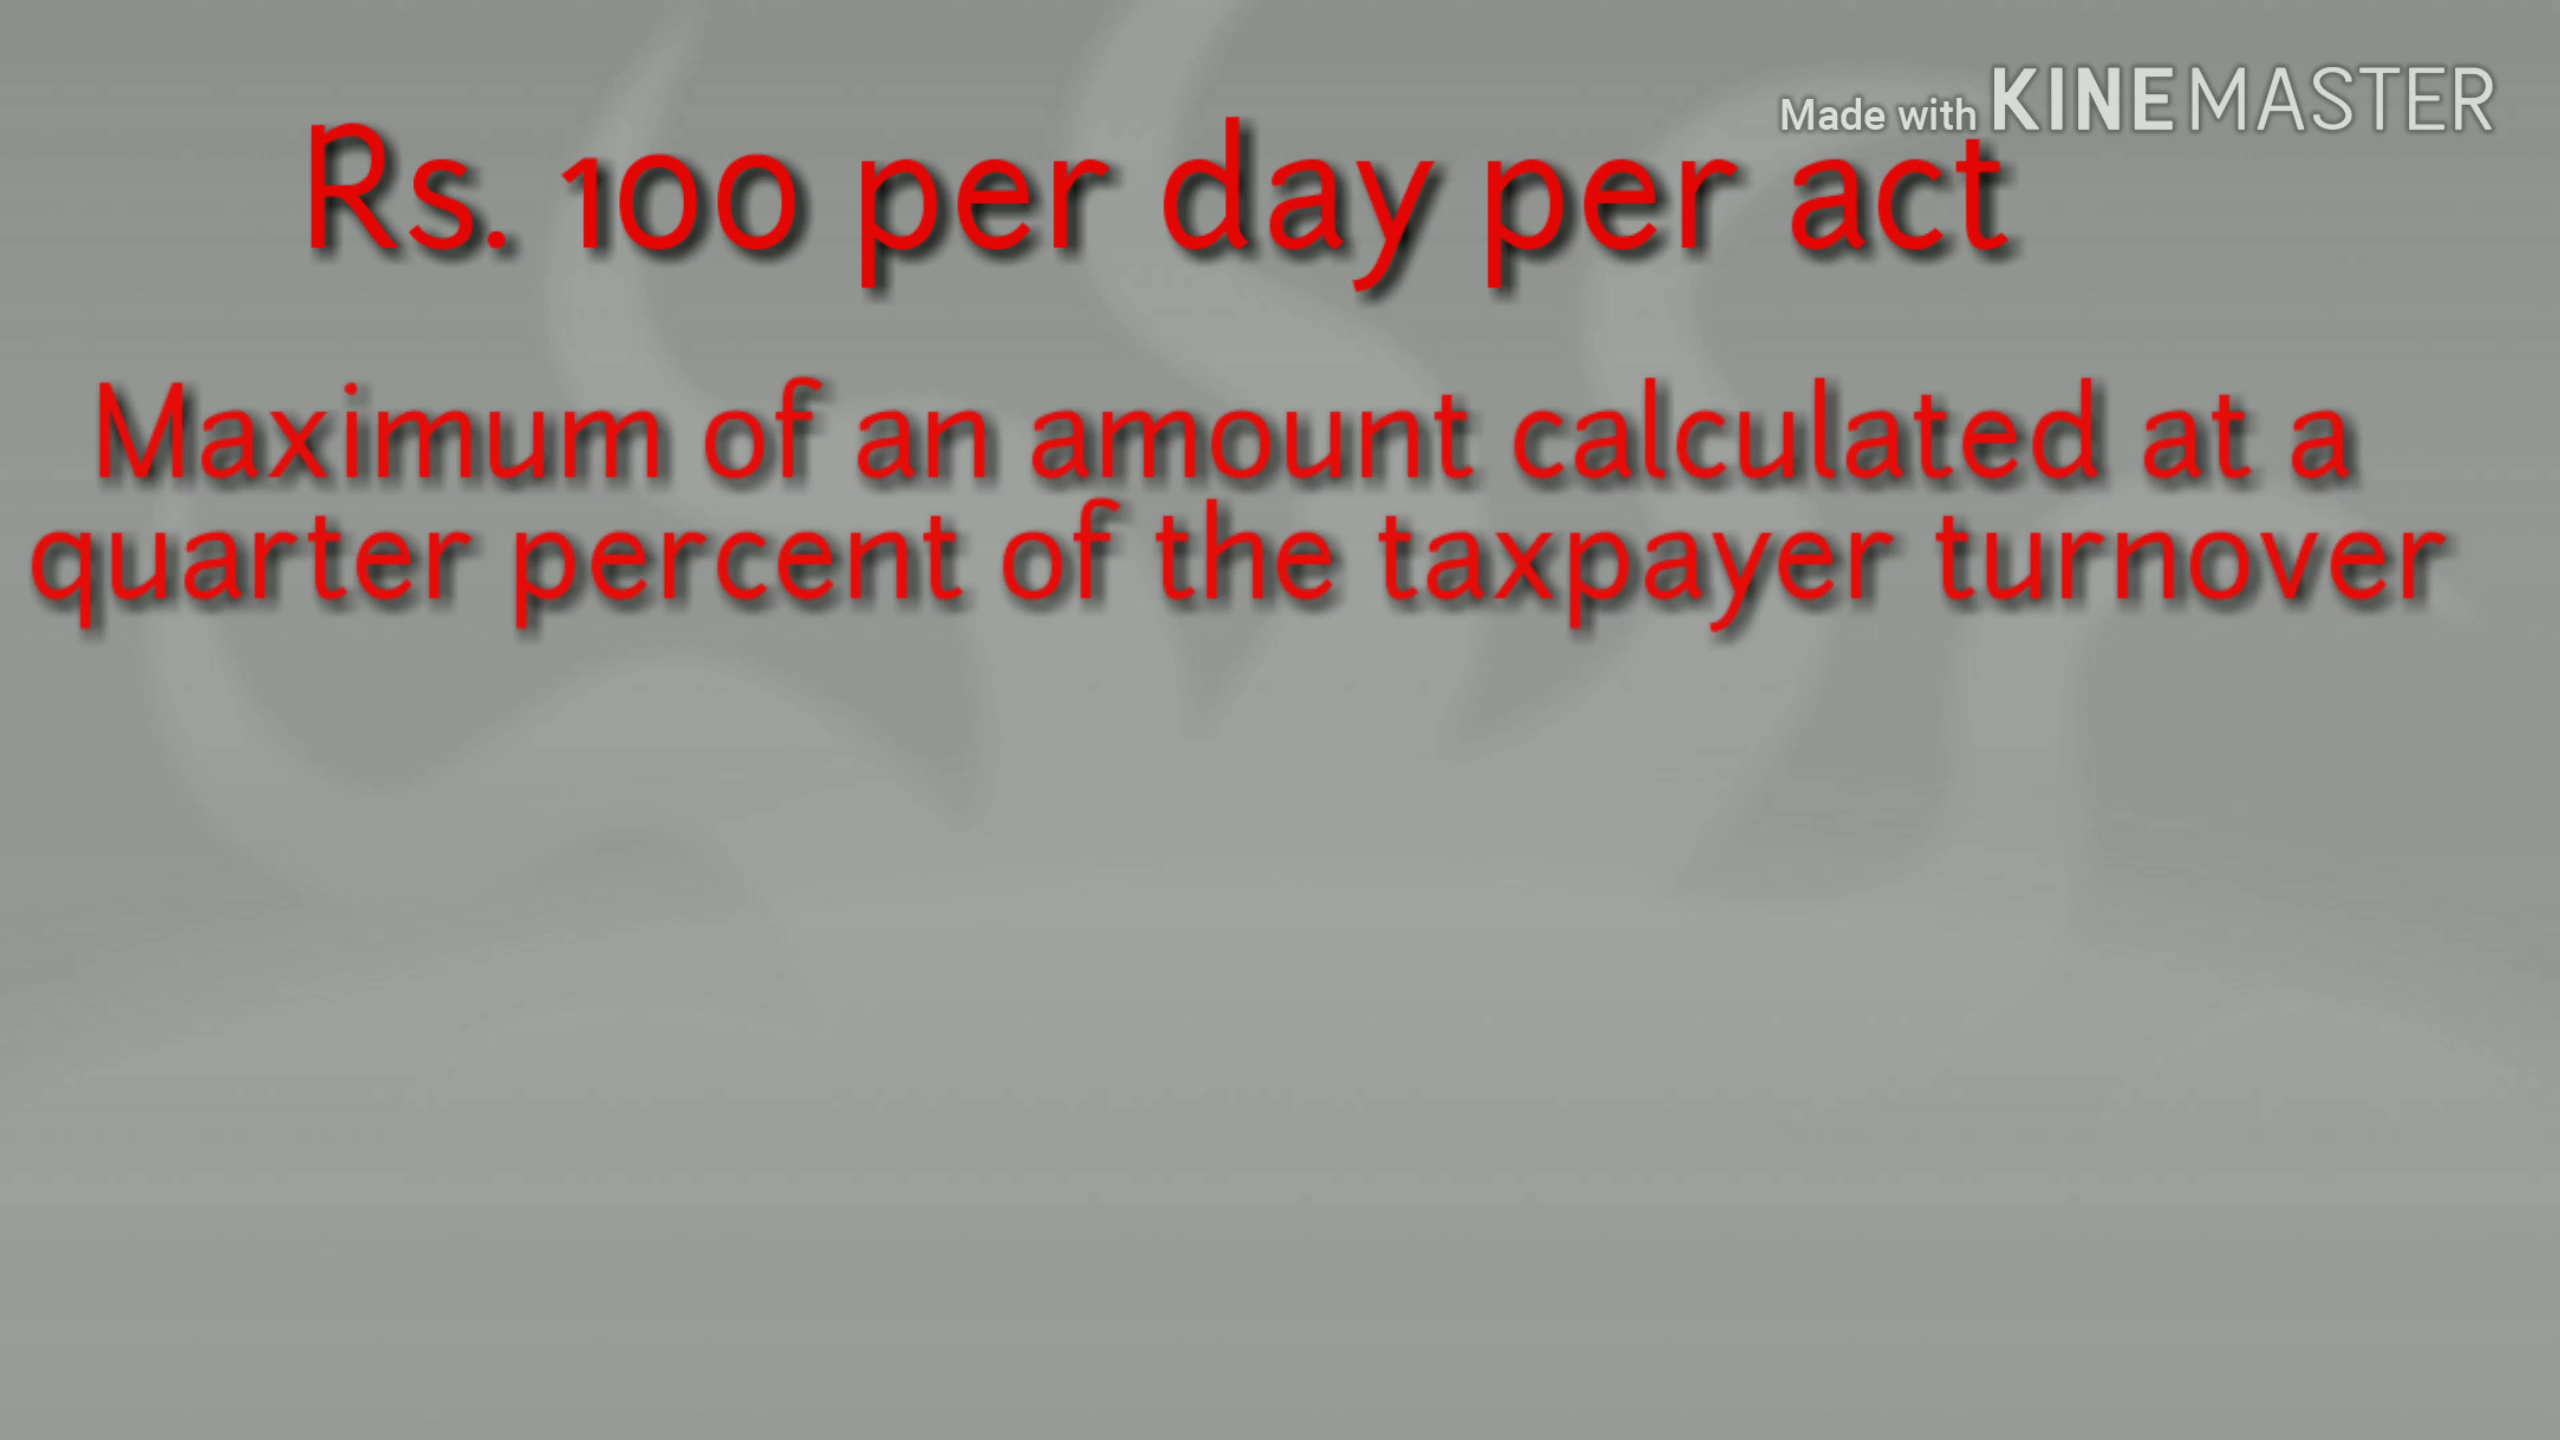 Made with KINEMASTER
Rs. 100 per day per act
Maximum of an amount calculated at a
quarter percent of the taxpayer turnover